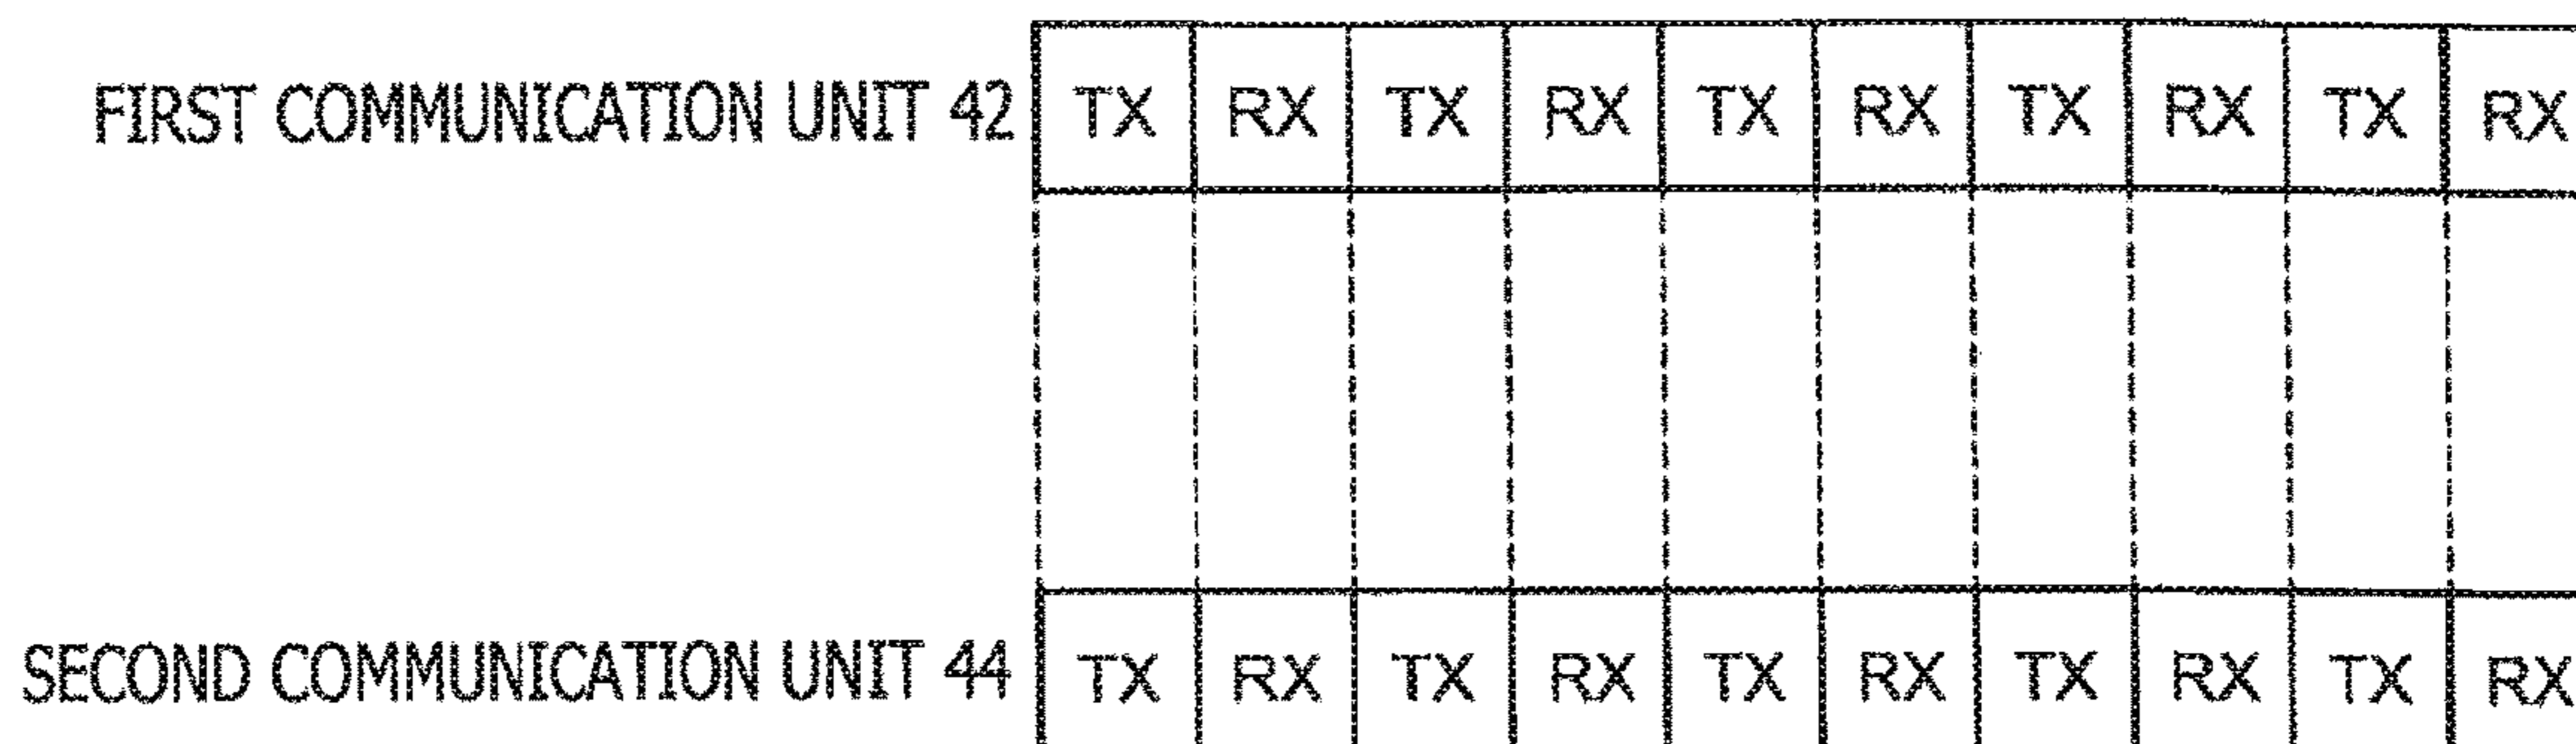 FIRST COMMUNICATION UNIT 42 TX RX TX RX TX RX TX RX TX RX
SECOND COMMUNICATION UNIT 44 TX RX TX RX TX RX TX RX TX RX